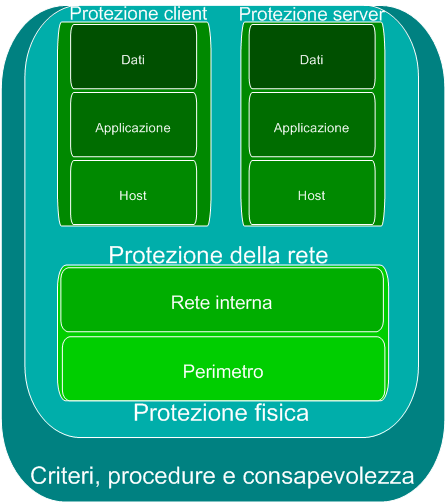 Protezione client
Protezione server
Dati
Dati
Applicazione
Applicazione
Host
Host
Protezione della rete
Rete interna
Perimetro
Protezione fisica
Criteri, procedure e consapevolezza